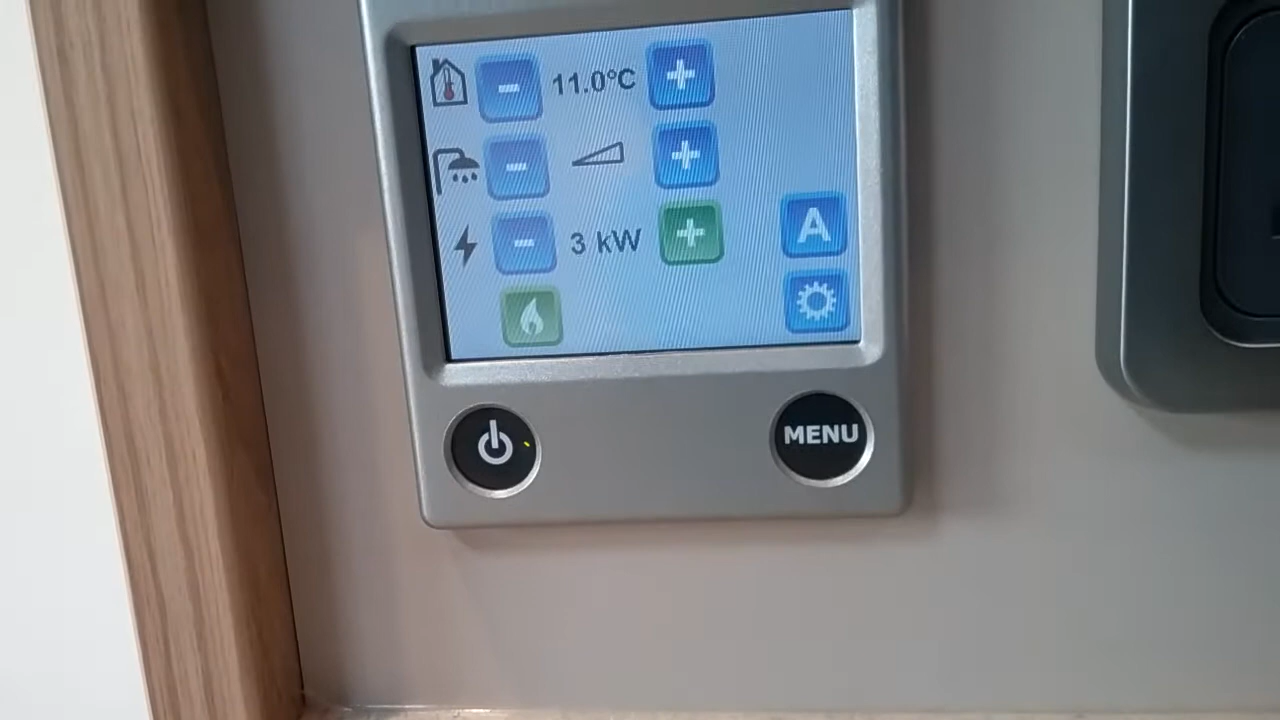 - 11.0°C +
- +
- 3 kW +
A
MENU